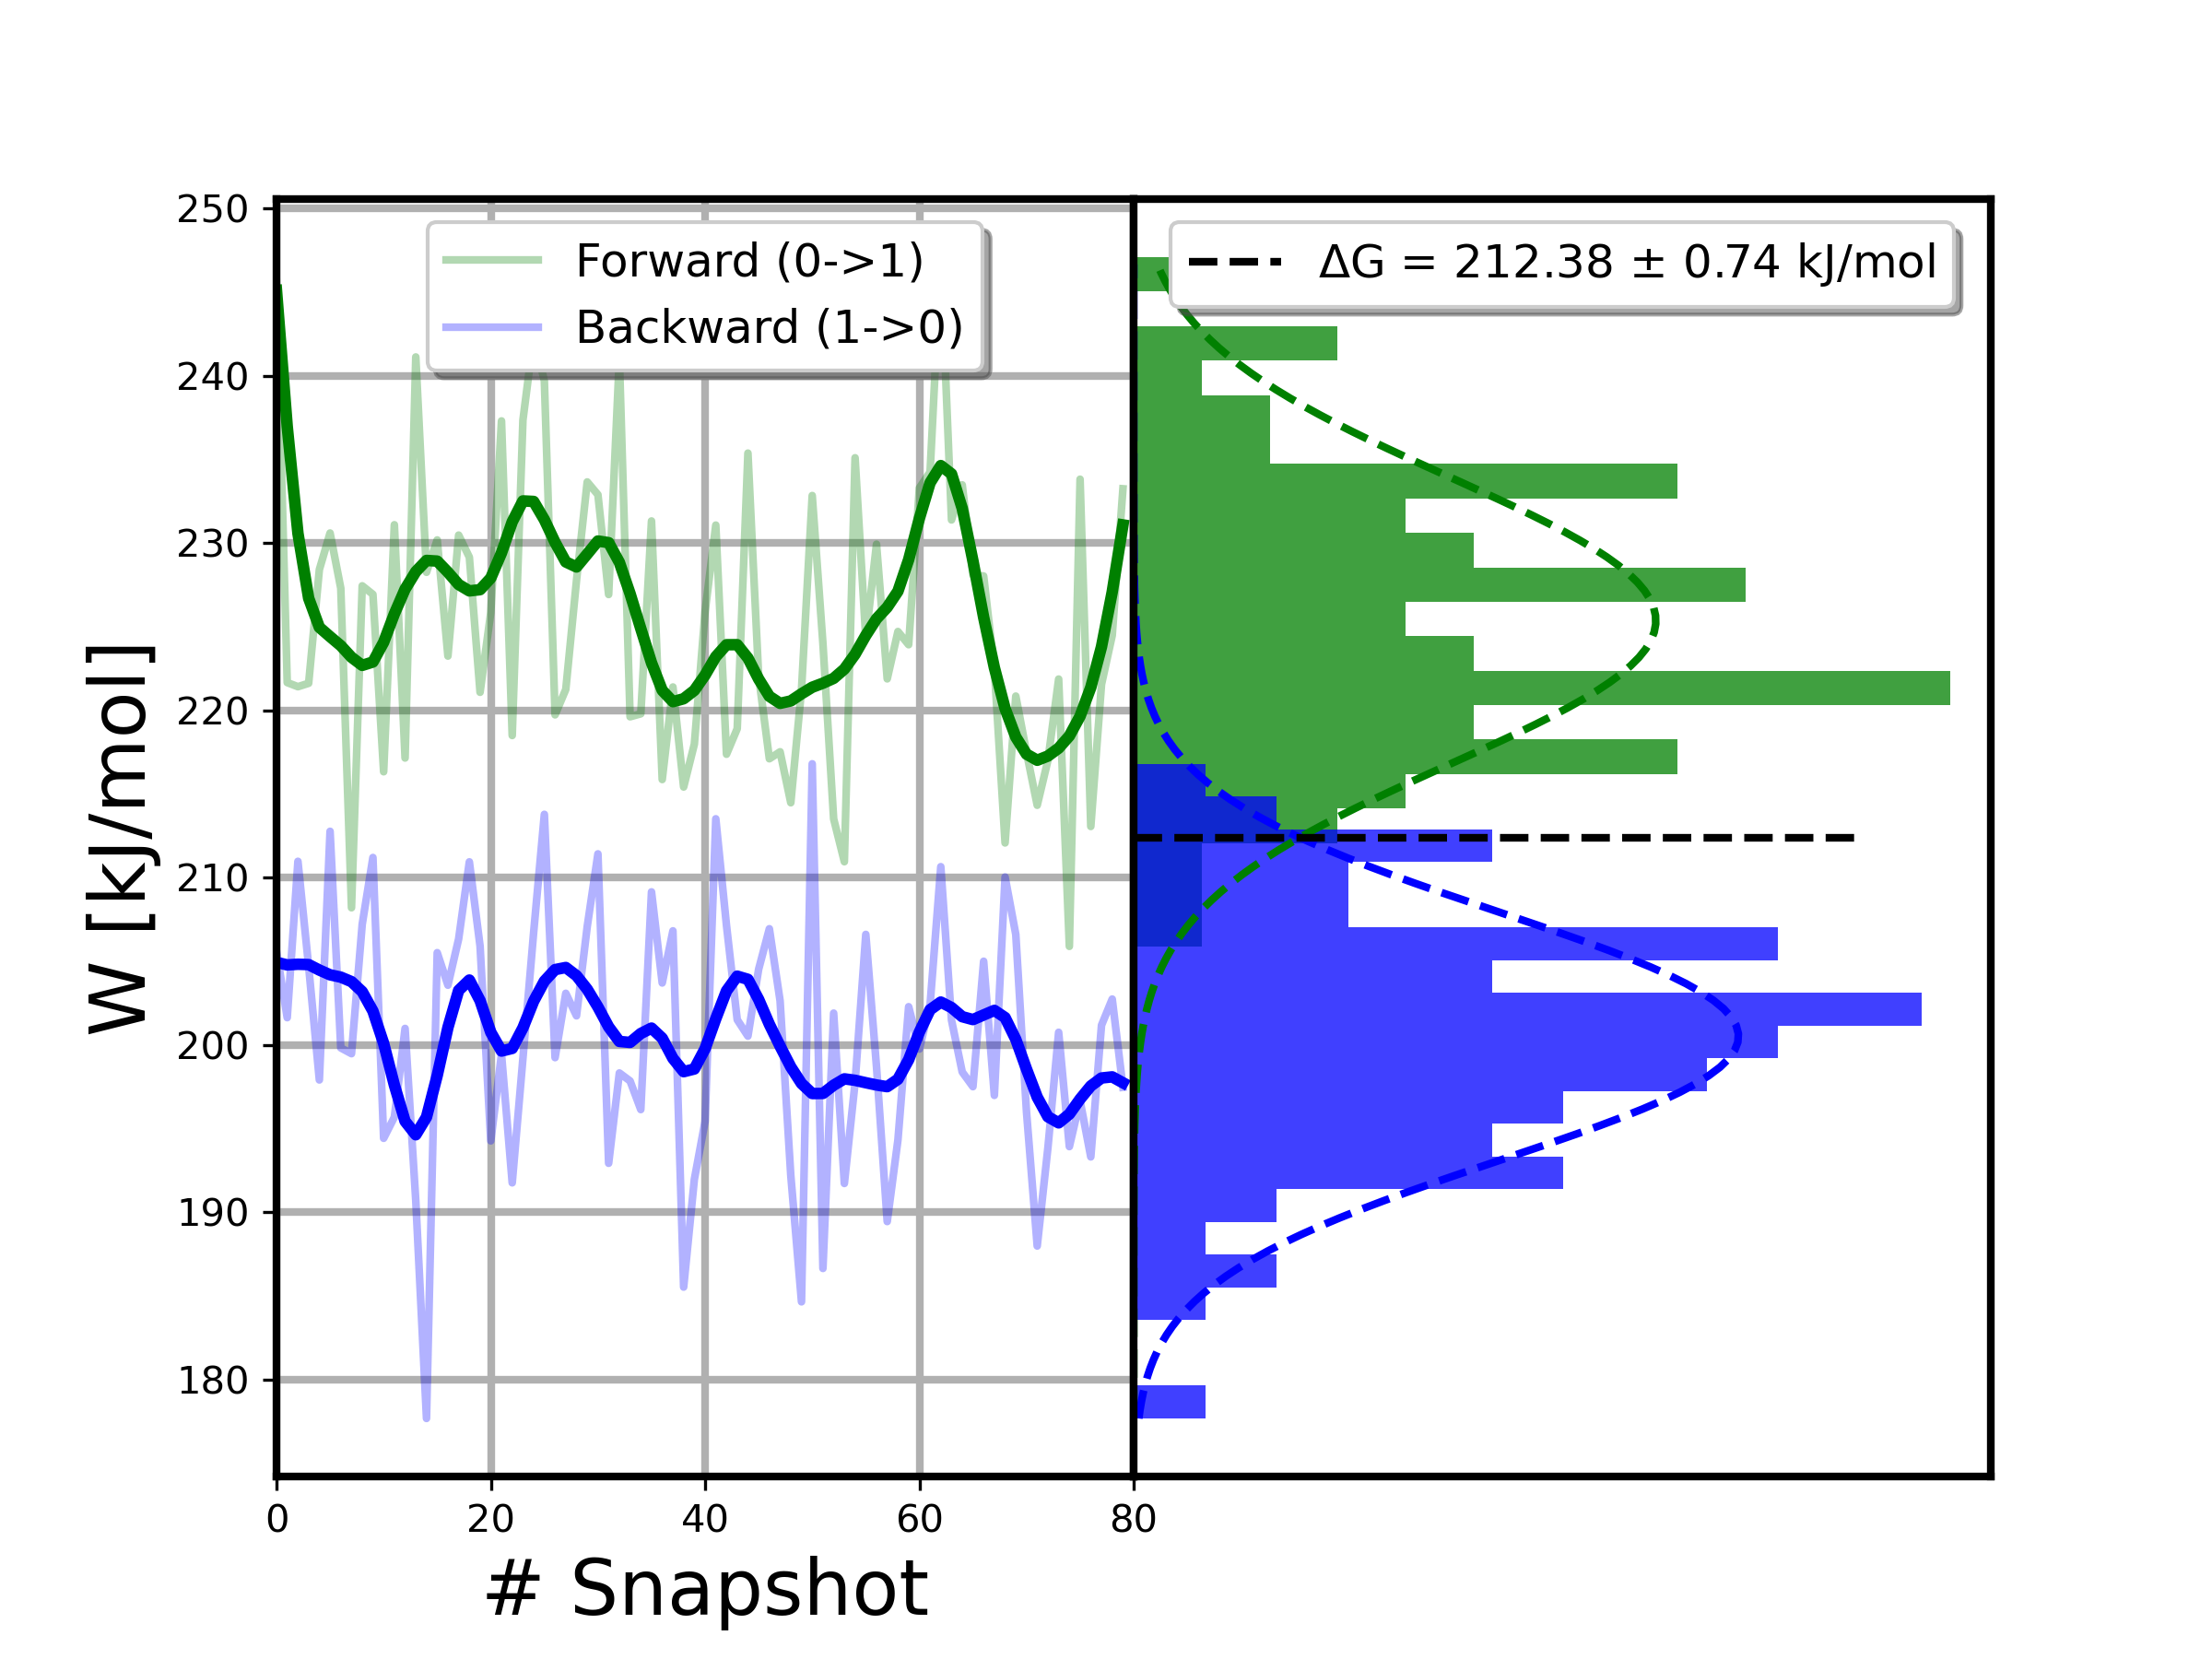 250
240
230
220
210
200
190
180
W [kJ/mol]
Forward (0->1)
Backward (1->0)
ΔG = 212.38 ± 0.74 kJ/mol
0 20 40 60 80
# Snapshot